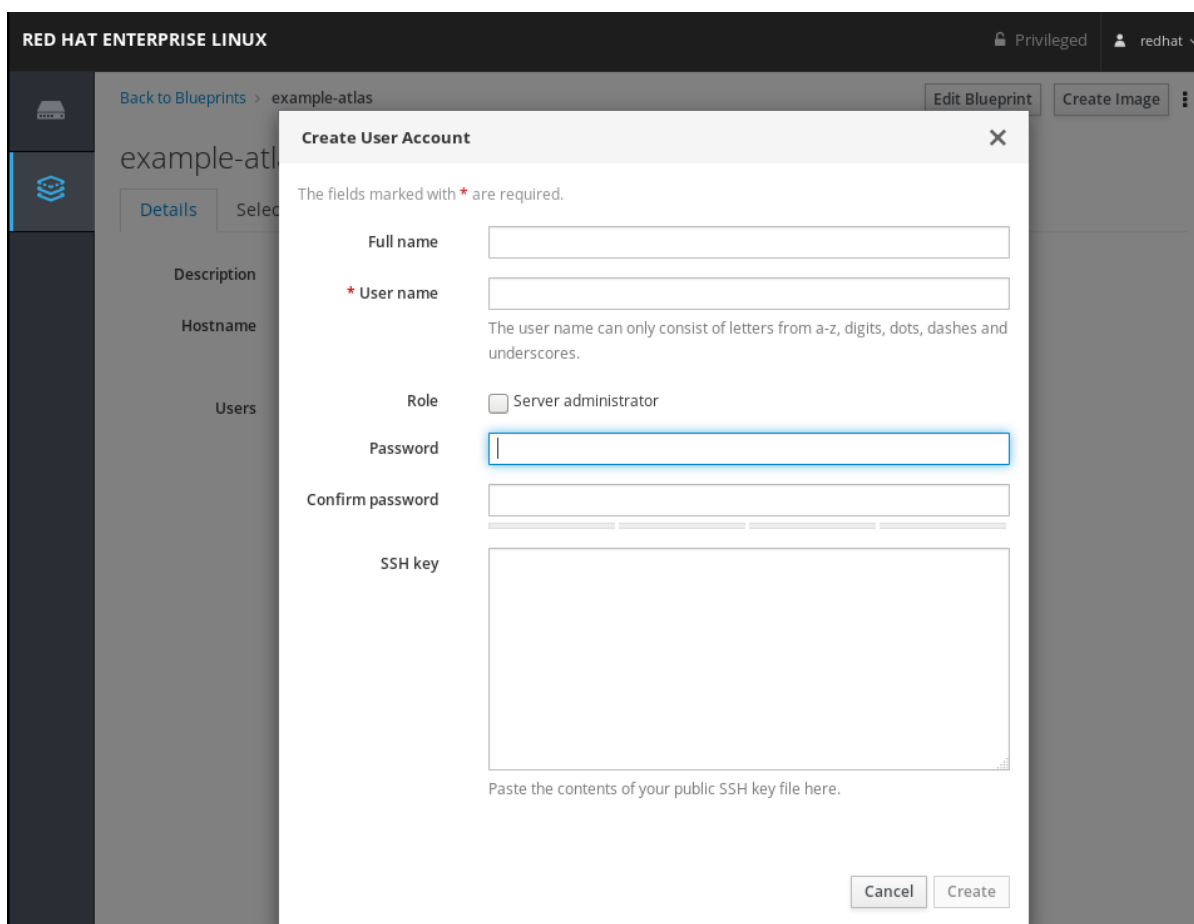 RED HAT ENTERPRISE LINUX
Privileged
redhat
Back to Blueprints > example-atlas
Edit Blueprint
Create Image
Create User Account
example-atl
The fields marked with * are required.
Details
Selec
Full name
Description
* User name
Hostname
The user name can only consist of letters from a-z, digits, dots, dashes and
underscores.
Users
Role
Server administrator
Password
Confirm password
SSH key
Paste the contents of your public SSH key file here.
Cancel
Create